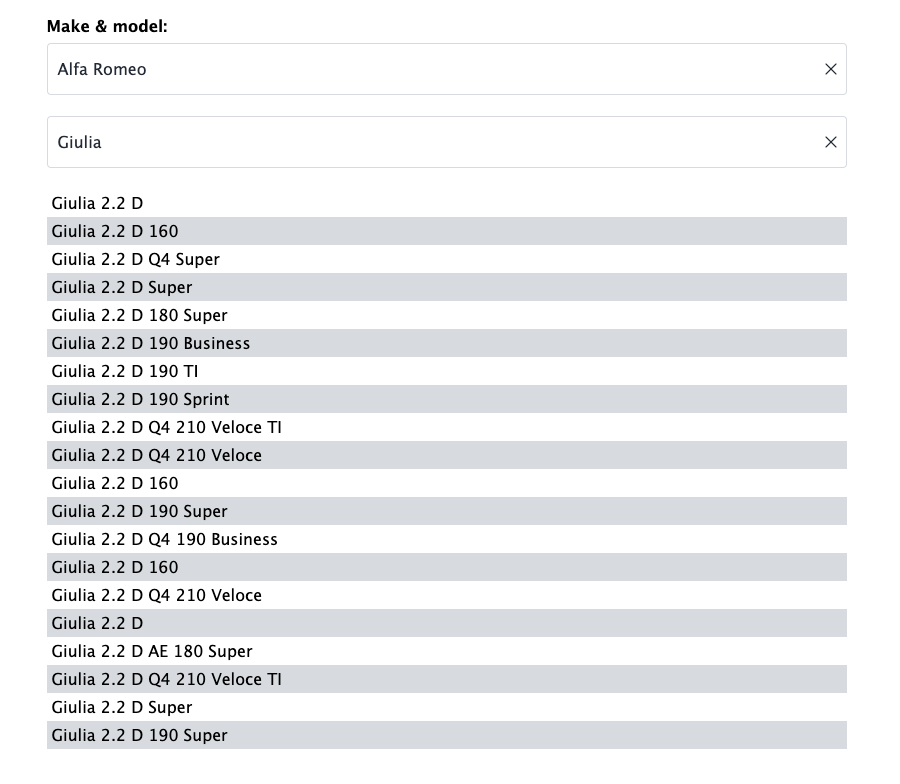 Make & model:
Alfa Romeo
Giulia
Giulia 2.2 D
Giulia 2.2 D 160
Giulia 2.2 D Q4 Super
Giulia 2.2 D Super
Giulia 2.2 D 180 Super
Giulia 2.2 D 190 Business
Giulia 2.2 D 190 TI
Giulia 2.2 D 190 Sprint
Giulia 2.2 D Q4 210 Veloce TI
Giulia 2.2 D Q4 210 Veloce
Giulia 2.2 D 160
Giulia 2.2 D 190 Super
Giulia 2.2 D Q4 190 Business
Giulia 2.2 D 160
Giulia 2.2 D Q4 210 Veloce
Giulia 2.2 D
Giulia 2.2 D AE 180 Super
Giulia 2.2 D Q4 210 Veloce TI
Giulia 2.2 D Super
Giulia 2.2 D 190 Super